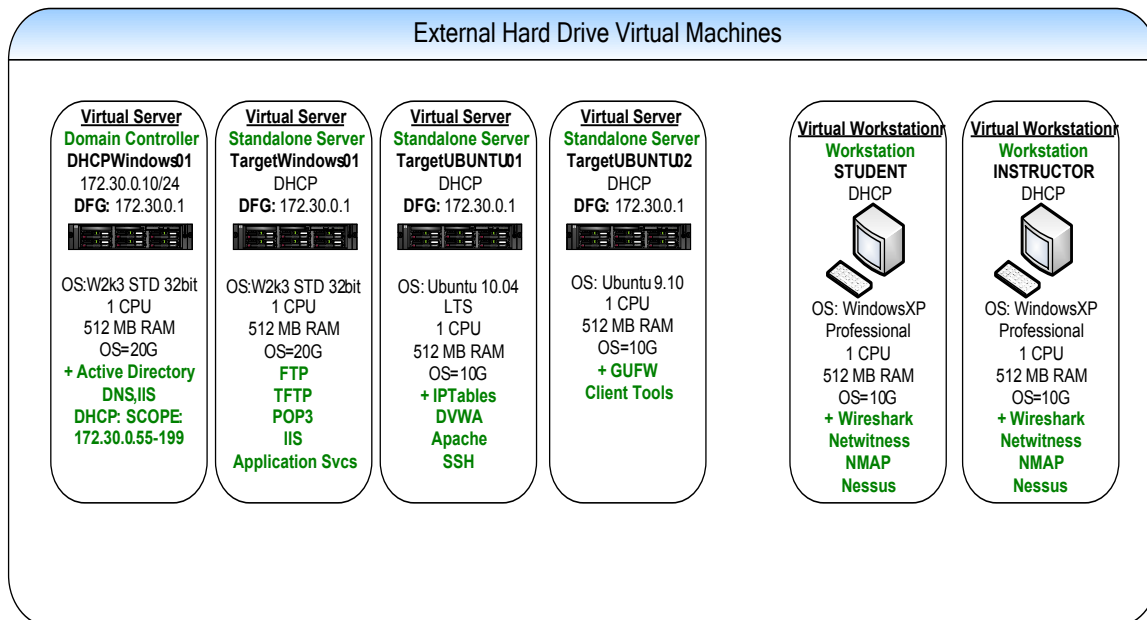 External Hard Drive Virtual Machines
Virtual Server
Domain Controller
DHCPWindows01
172.30.0.10/24
DFG: 172.30.0.1
OS:W2k3 STD 32bit
1 CPU
512 MB RAM
OS=20G
+ Active Directory
DNS,IIS
DHCP: SCOPE:
172.30.0.55-199
Virtual Server
Standalone Server
TargetWindows01
DHCP
DFG: 172.30.0.1
OS:W2k3 STD 32bit
1 CPU
512 MB RAM
OS=20G
FTP
TFTP
POP3
IIS
Application Svcs
Virtual Server
Standalone Server
TargetUBUNTU01
DHCP
DFG: 172.30.0.1
OS: Ubuntu 10.04
LTS
1 CPU
512 MB RAM
OS=10G
+ IPTables
DVWA
Apache
SSH
Virtual Server
Standalone Server
TargetUBUNTU02
DHCP
DFG: 172.30.0.1
OS: Ubuntu 9.10
1 CPU
512 MB RAM
OS=10G
+ GUFW
Client Tools
Virtual Workstationr
Workstation
STUDENT
DHCP
OS: WindowsXP
Professional
1 CPU
512 MB RAM
OS=10G
+ Wireshark
Netwitness
NMAP
Nessus
Virtual Workstationr
Workstation
INSTRUCTOR
DHCP
OS: WindowsXP
Professional
1 CPU
512 MB RAM
OS=10G
+ Wireshark
Netwitness
NMAP
Nessus